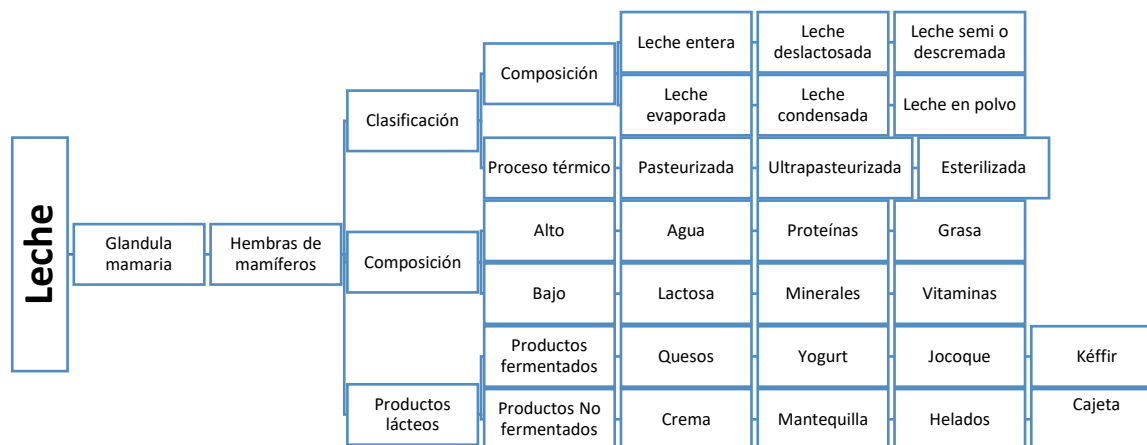 Leche
Glandula
mamaria
Hembras de
mamíferos
Clasificación
Composición
Leche entera
Leche
deslactosada
Leche semi o
descremada
Leche
evaporada
Leche
condensada
Leche en polvo
Proceso térmico
Pasteurizada
Ultrapasteurizada
Esterilizada
Composición
Alto
Agua
Proteínas
Grasa
Bajo
Lactosa
Minerales
Vitaminas
Productos
lácteos
Productos
fermentados
Quesos
Yogurt
Jocoque
Kéffir
Productos No
fermentados
Crema
Mantequilla
Helados
Cajeta